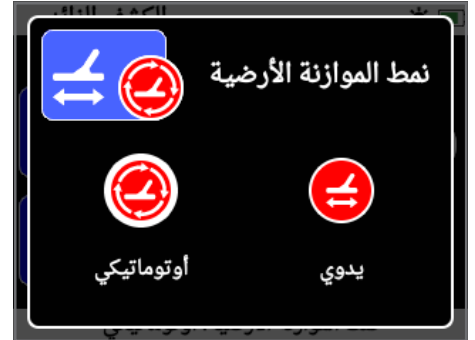 نمط الموازنة الأرضية
يدوي
أوتوماتيكي